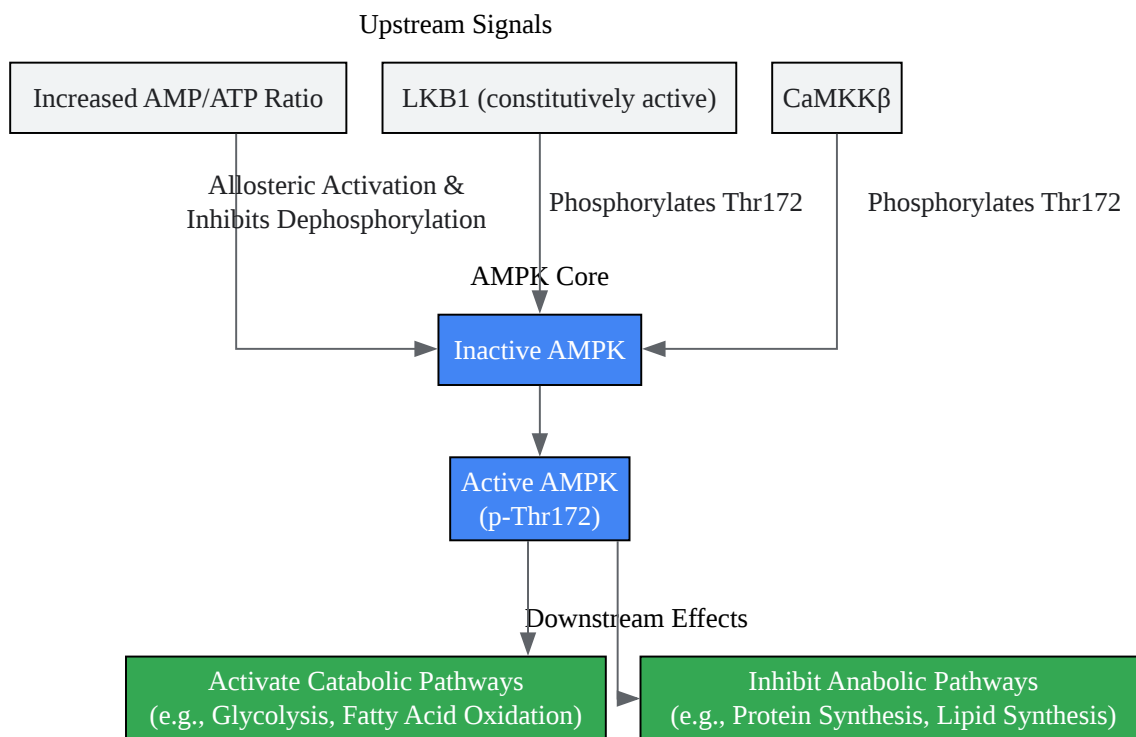 Upstream Signals
Increased AMP/ATP Ratio
LKB1 (constitutively active)
CaMKKβ
Allosteric Activation &
Inhibits Dephosphorylation
Phosphorylates Thr172
Phosphorylates Thr172
AMPK Core
Inactive AMPK
Active AMPK
(p-Thr172)
Downstream Effects
Activate Catabolic Pathways
(e.g., Glycolysis, Fatty Acid Oxidation)
Inhibit Anabolic Pathways
(e.g., Protein Synthesis, Lipid Synthesis)